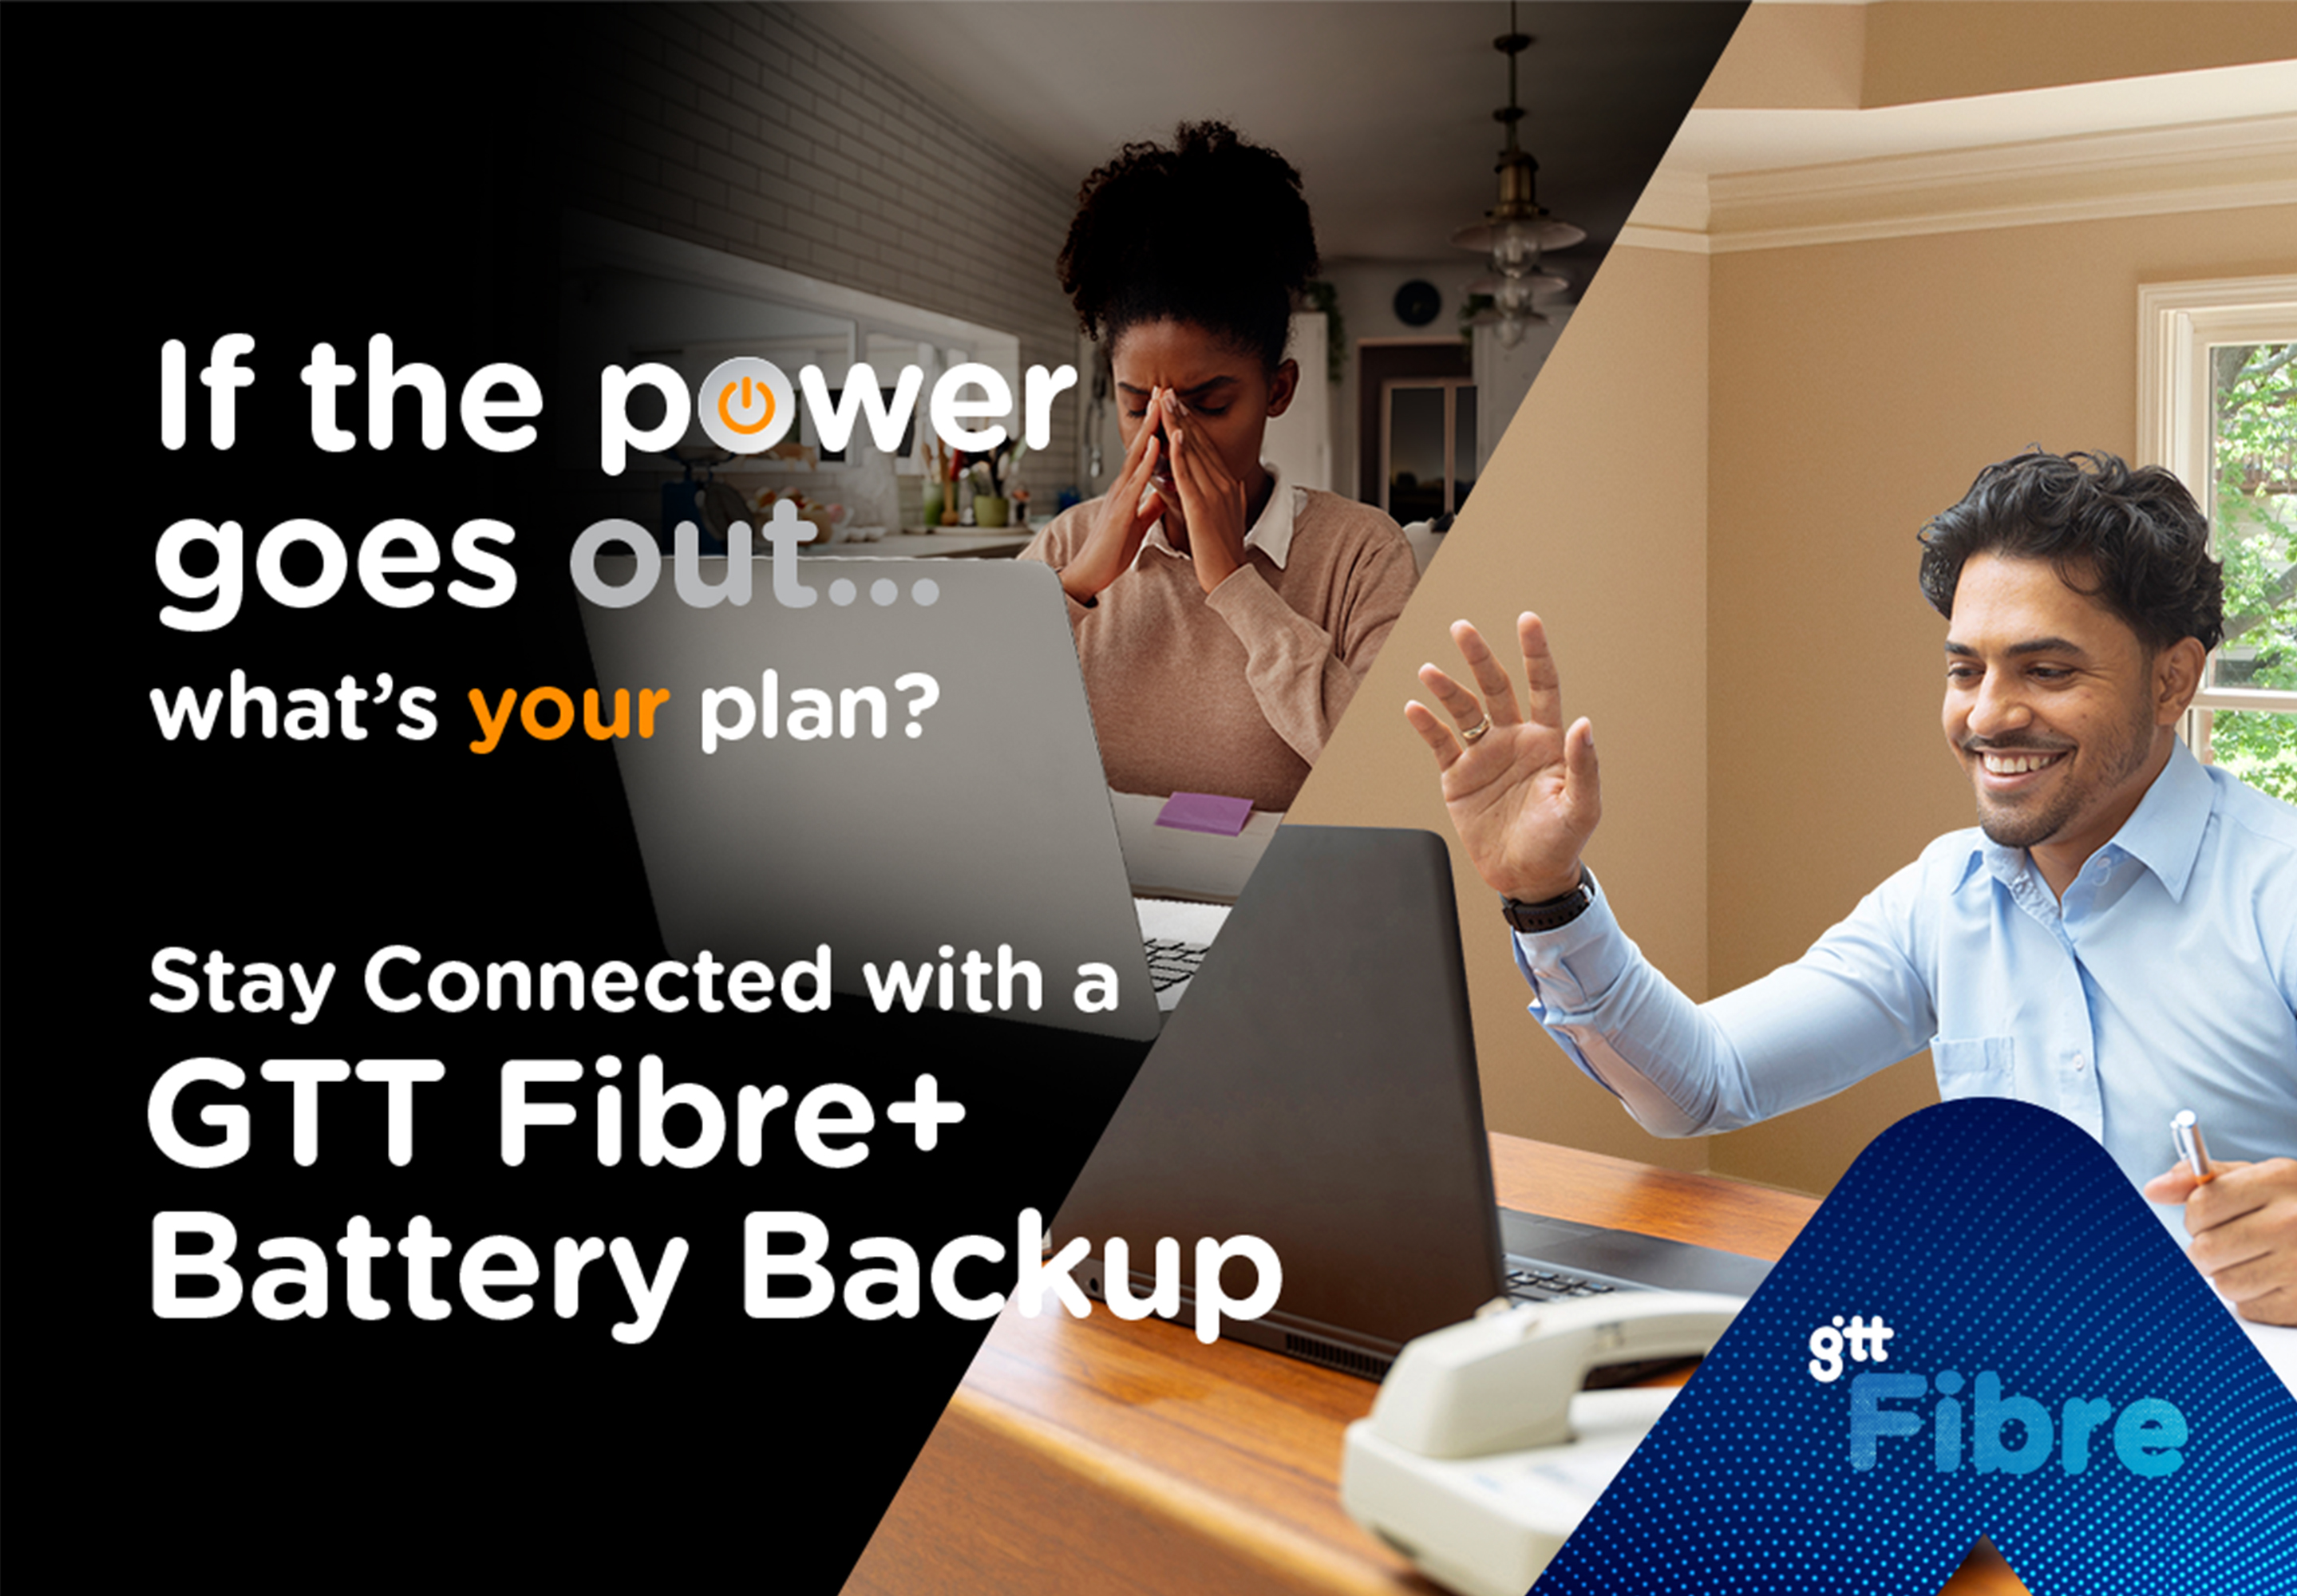 If the power
goes out...
what's your plan?
Stay Connected with a
GTT Fibre+
Battery Backup
gtt
Fibre